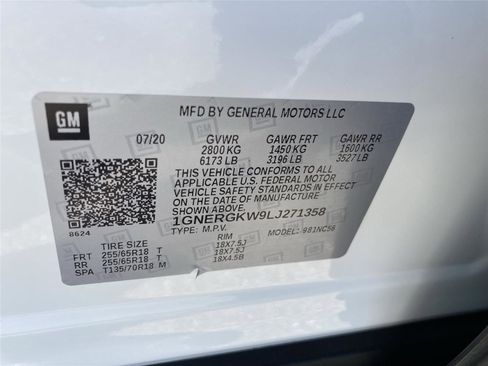 GM
MFD BY GENERAL MOTORS LLC
07/20 GVWR GAWR FRT GAWR RR
2800 KG 1450 KG 1600 KG
6173 LB 3196 LB 3527 LB
THIS VEHICLE CONFORMS TO ALL
APPLICABLE U.S. FEDERAL MOTOR
VEHICLE SAFETY STANDARDS IN EFFECT
ON THE DATE OF MANUFACTURE
SHOWN ABOVE.
1GNERGKW9LJ271358
8624
TYPE: M.P.V. MODEL: 981NC56
TIRE SIZE RIM
FRT 255/65R18 T 18X7.5J
RR 255/65R18 T 18X7.5J
SPA T135/70R18 M 18X4.5B